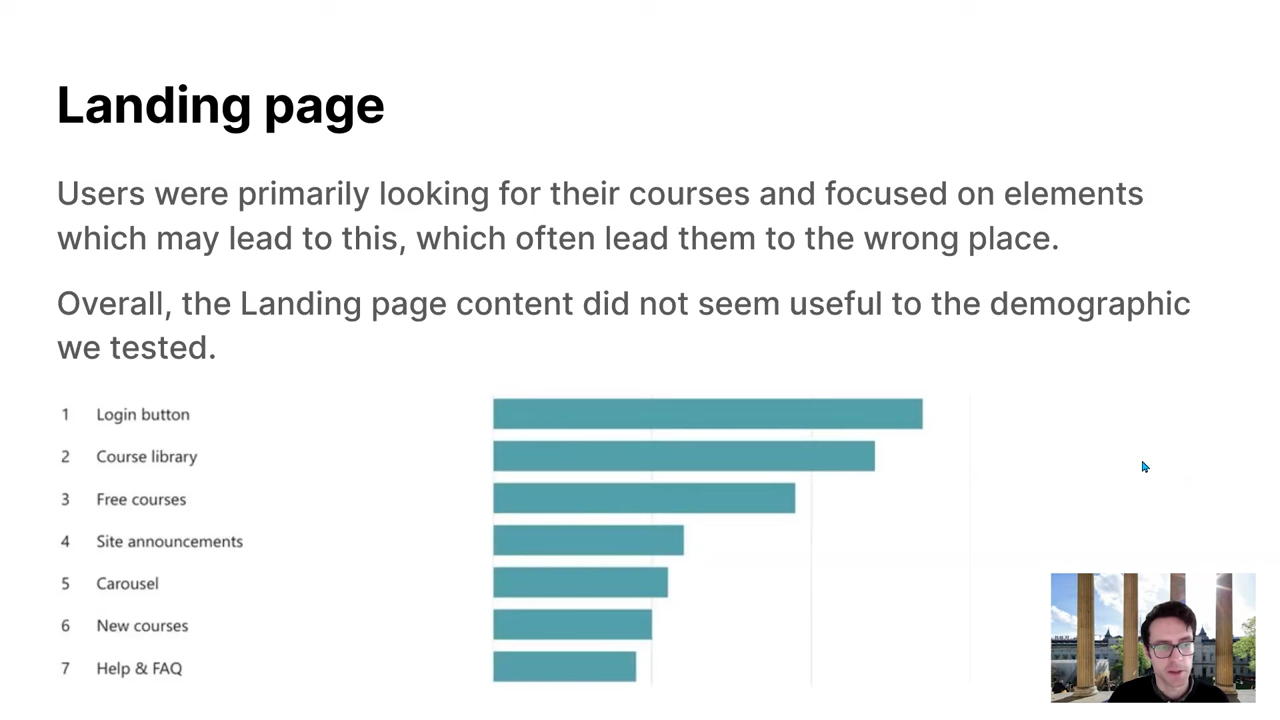 Landing page
Users were primarily looking for their courses and focused on elements
which may lead to this, which often lead them to the wrong place.
Overall, the Landing page content did not seem useful to the demographic
we tested.
1 Login button
2 Course library
3 Free courses
4 Site announcements
5 Carousel
6 New courses
7 Help & FAQ